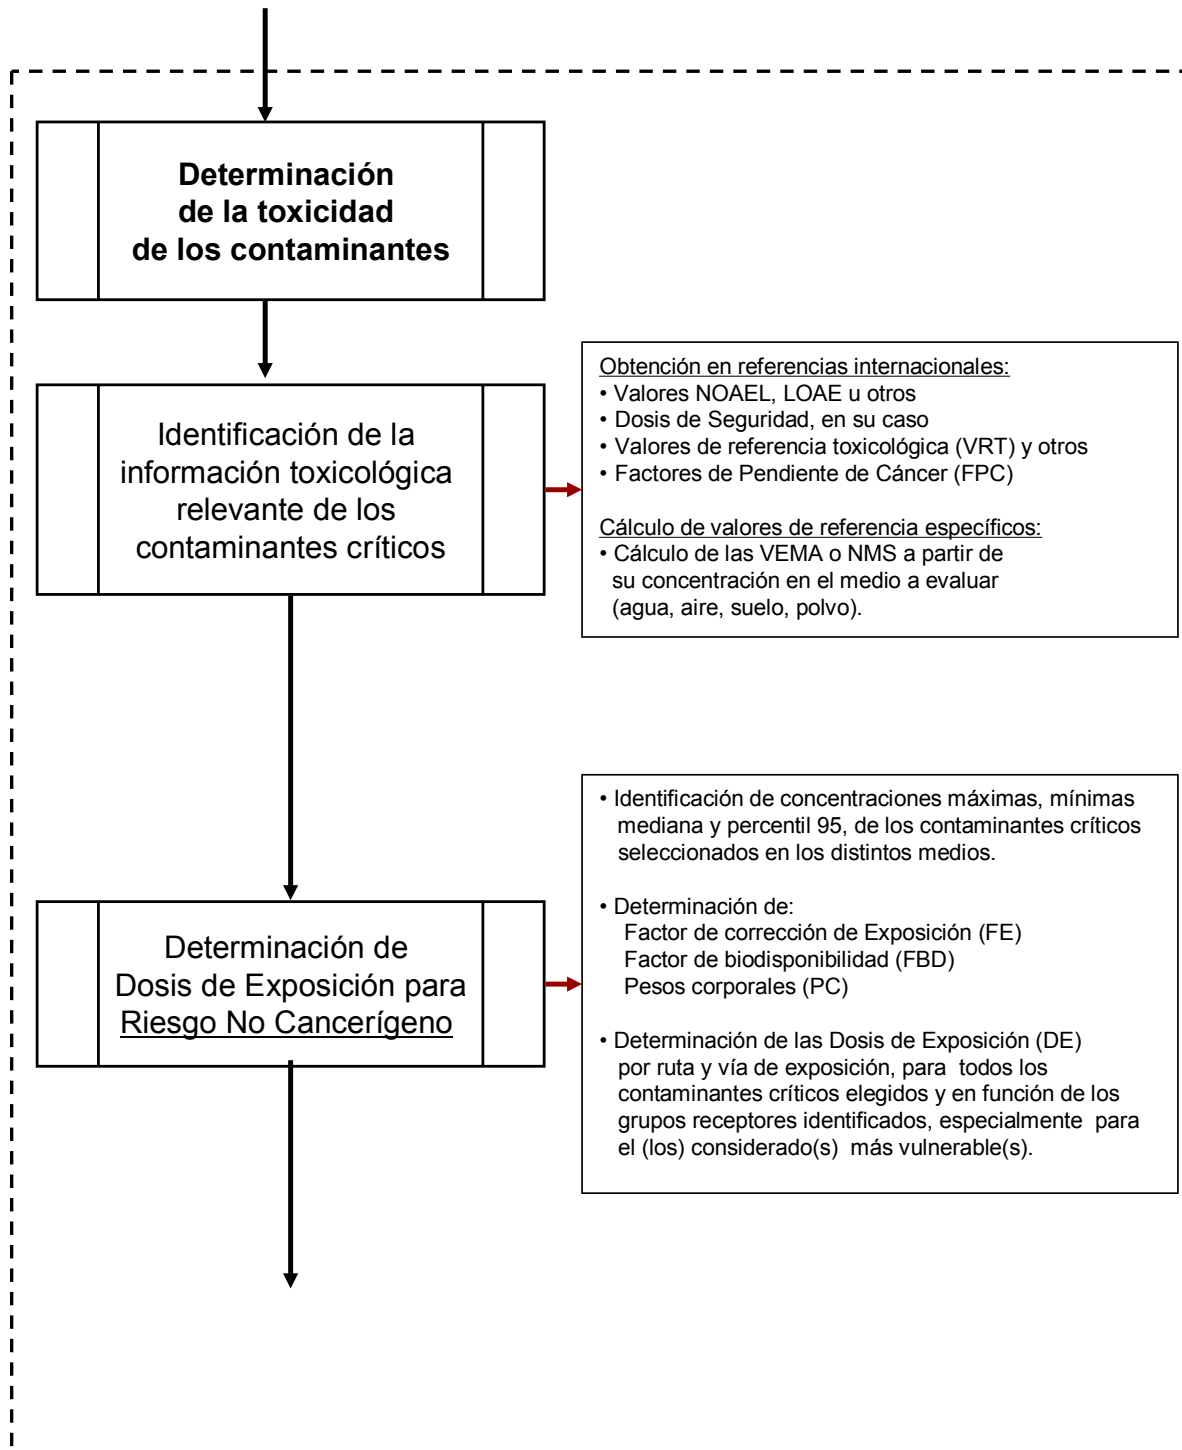 Determinación
de la toxicidad
de los contaminantes
Identificación de la
información toxicológica
relevante de los
contaminantes críticos
Obtención en referencias internacionales:
• Valores NOAEL, LOAE u otros
• Dosis de Seguridad, en su caso
• Valores de referencia toxicológica (VRT) y otros
• Factores de Pendiente de Cáncer (FPC)
Cálculo de valores de referencia específicos:
• Cálculo de las VEMA o NMS a partir de
su concentración en el medio a evaluar
(agua, aire, suelo, polvo).
Determinación de
Dosis de Exposición para
Riesgo No Cancerígeno
• Identificación de concentraciones máximas, mínimas
mediana y percentil 95, de los contaminantes críticos
seleccionados en los distintos medios.
• Determinación de:
Factor de corrección de Exposición (FE)
Factor de biodisponibilidad (FBD)
Pesos corporales (PC)
• Determinación de las Dosis de Exposición (DE)
por ruta y vía de exposición, para todos los
contaminantes críticos elegidos y en función de los
grupos receptores identificados, especialmente para
el (los) considerado(s) más vulnerable(s).